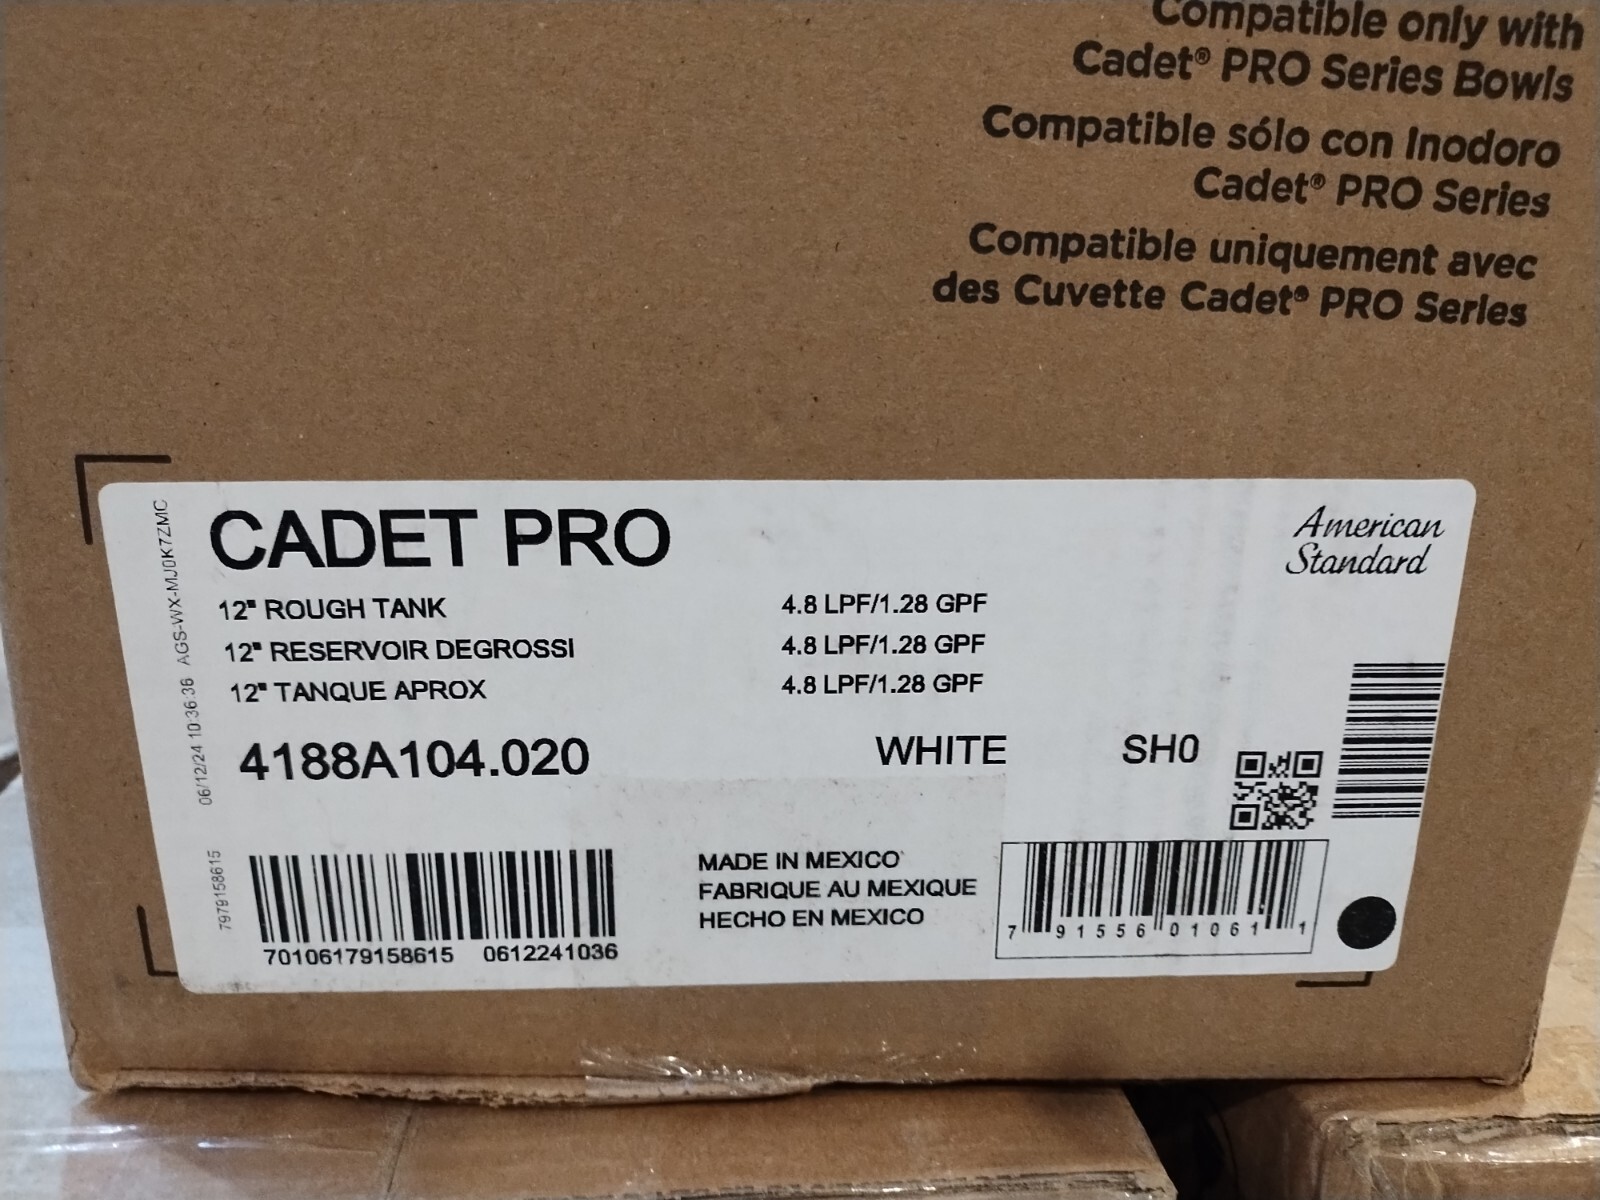 Compatible only with
Cadet® PRO Series Bowls
Compatible sólo con Inodoro
Cadet® PRO Series
Compatible uniquement avec
des Cuvette Cadet® PRO Series
CADET PRO
American
Standard
12" ROUGH TANK 4.8 LPF/1.28 GPF
12" RESERVOIR DEGROSSI 4.8 LPF/1.28 GPF
12" TANQUE APROX 4.8 LPF/1.28 GPF
4188A104.020 WHITE SH0
MADE IN MEXICO
FABRIQUE AU MEXIQUE
HECHO EN MEXICO
70106179158615 0612241036
7 91556 01061 1
7979158615
06/12/24 10:36:36 AGS-WX-MJ0K7ZMC